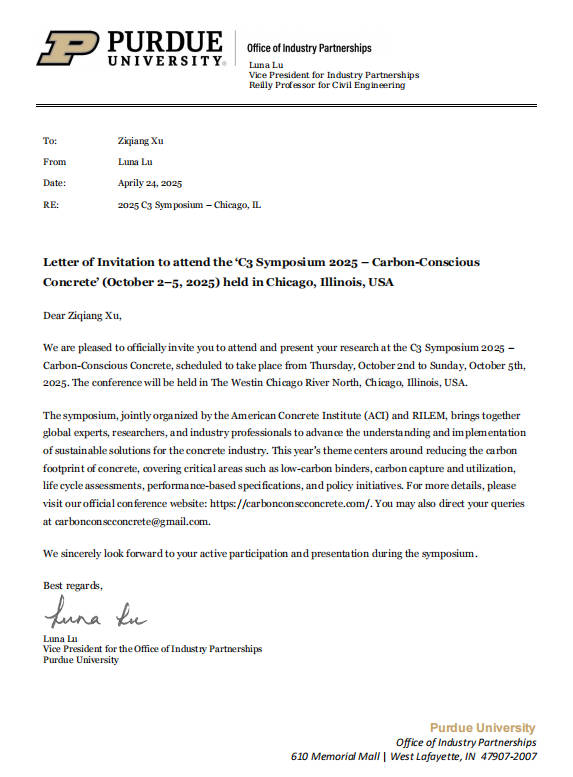 PURDUE
UNIVERSITY®
Office of Industry Partnerships
Luna Lu
Vice President for Industry Partnerships
Reilly Professor for Civil Engineering
To: Ziqiang Xu
From Luna Lu
Date: Aprily 24, 2025
RE: 2025 C3 Symposium – Chicago, IL
Letter of Invitation to attend the ‘C3 Symposium 2025 – Carbon-Conscious
Concrete’ (October 2–5, 2025) held in Chicago, Illinois, USA
Dear Ziqiang Xu,
We are pleased to officially invite you to attend and present your research at the C3 Symposium 2025 –
Carbon-Conscious Concrete, scheduled to take place from Thursday, October 2nd to Sunday, October 5th,
2025. The conference will be held in The Westin Chicago River North, Chicago, Illinois, USA.
The symposium, jointly organized by the American Concrete Institute (ACI) and RILEM, brings together
global experts, researchers, and industry professionals to advance the understanding and implementation
of sustainable solutions for the concrete industry. This year’s theme centers around reducing the carbon
footprint of concrete, covering critical areas such as low-carbon binders, carbon capture and utilization,
life cycle assessments, performance-based specifications, and policy initiatives. For more details, please
visit our official conference website: https://carbonconscconcrete.com/. You may also direct your queries
at carbonconscconcrete@gmail.com.
We sincerely look forward to your active participation and presentation during the symposium.
Best regards,
Luna Lu
Luna Lu
Vice President for the Office of Industry Partnerships
Purdue University
Purdue University
Office of Industry Partnerships
610 Memorial Mall | West Lafayette, IN 47907-2007